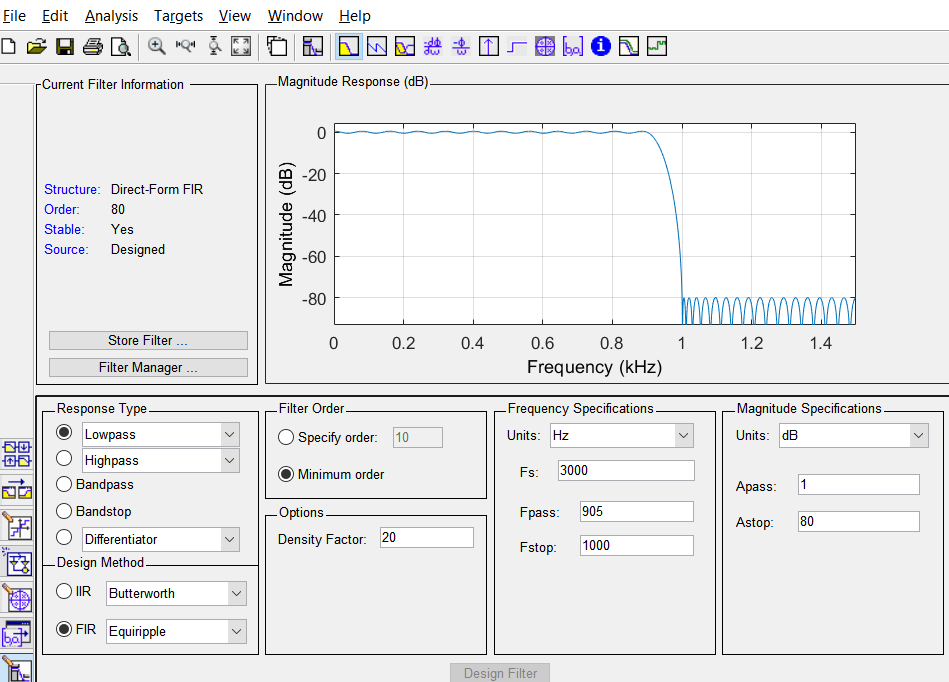 File Edit Analysis Targets View Window Help
Current Filter Information
Structure: Direct-Form FIR
Order: 80
Stable: Yes
Source: Designed
Store Filter ...
Filter Manager ...
Magnitude Response (dB)
Magnitude (dB)
0
-20
-40
-60
-80
0 0.2 0.4 0.6 0.8 1 1.2 1.4
Frequency (kHz)
Response Type
Lowpass
Highpass
Bandpass
Bandstop
Differentiator
Design Method
IIR Butterworth
FIR Equiripple
Filter Order
Specify order: 10
Minimum order
Options
Density Factor: 20
Frequency Specifications
Units: Hz
Fs: 3000
Fpass: 905
Fstop: 1000
Magnitude Specifications
Units: dB
Apass: 1
Astop: 80
Design Filter